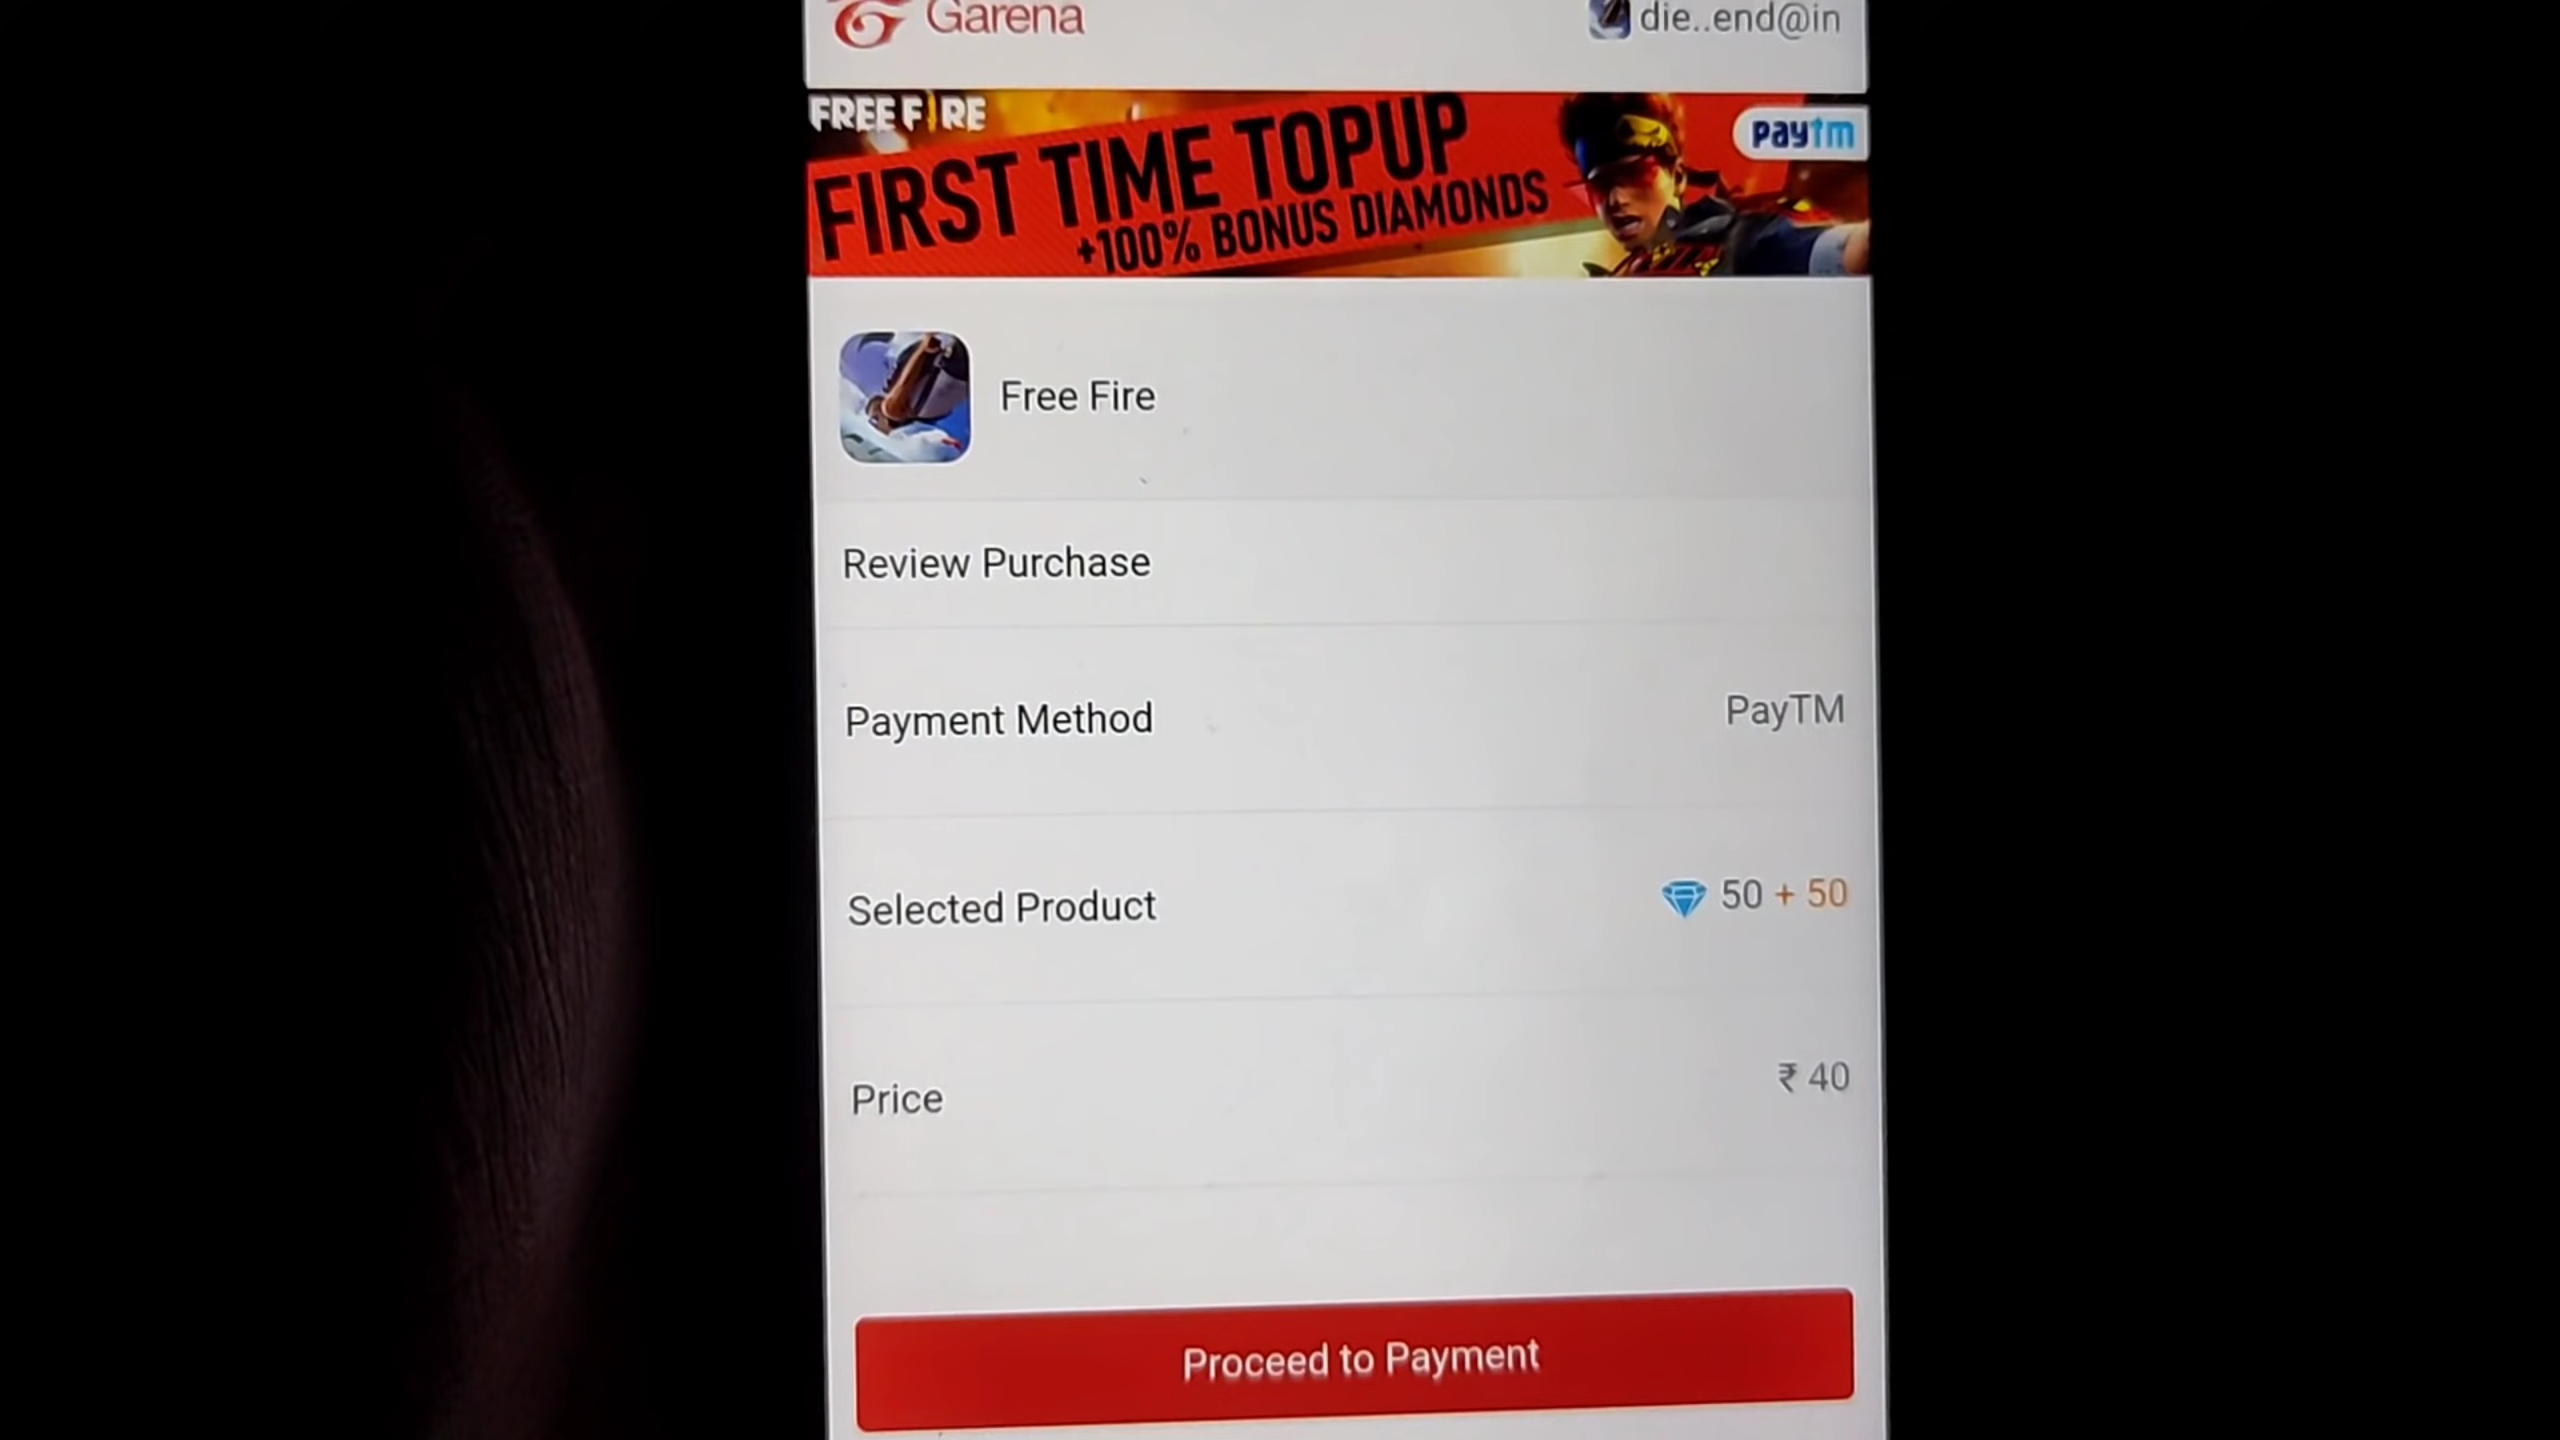 Garena
die..end@in
FREE FIRE
paytm
FIRST TIME TOPUP
+100% BONUS DIAMONDS
Free Fire
Review Purchase
Payment Method
PayTM
Selected Product
50 + 50
Price
₹ 40
Proceed to Payment